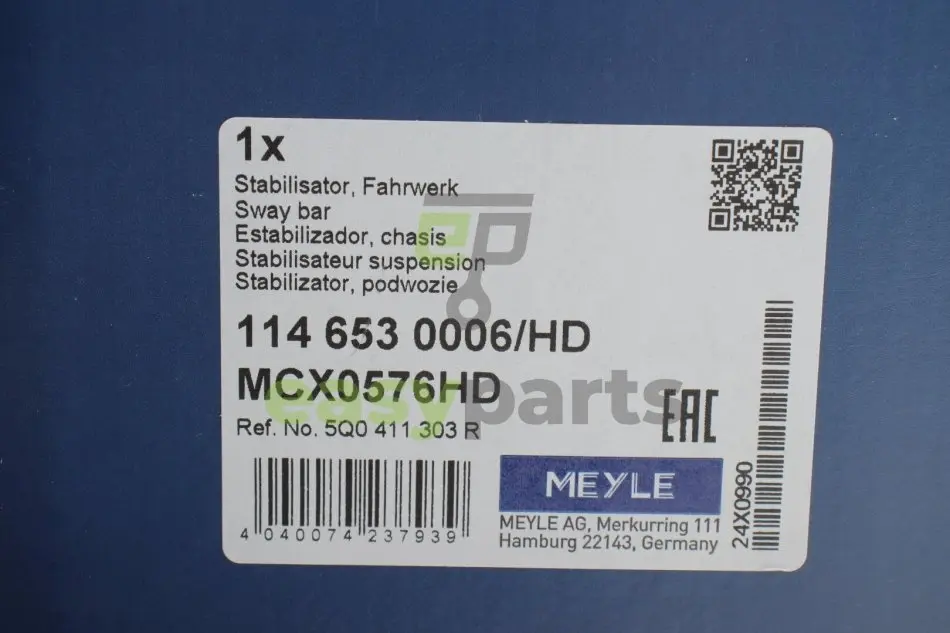 1x
Stabilisator, Fahrwerk
Sway bar
Estabilizador, chasis
Stabilisateur suspension
Stabilizator, podwozie
114 653 0006/HD
MCX0576HD
easyparts
Ref. No. 5Q0 411 303 R
EAC
4 040074 237939
MEYLE
MEYLE AG, Merkurring 111
Hamburg 22143, Germany
24X0990